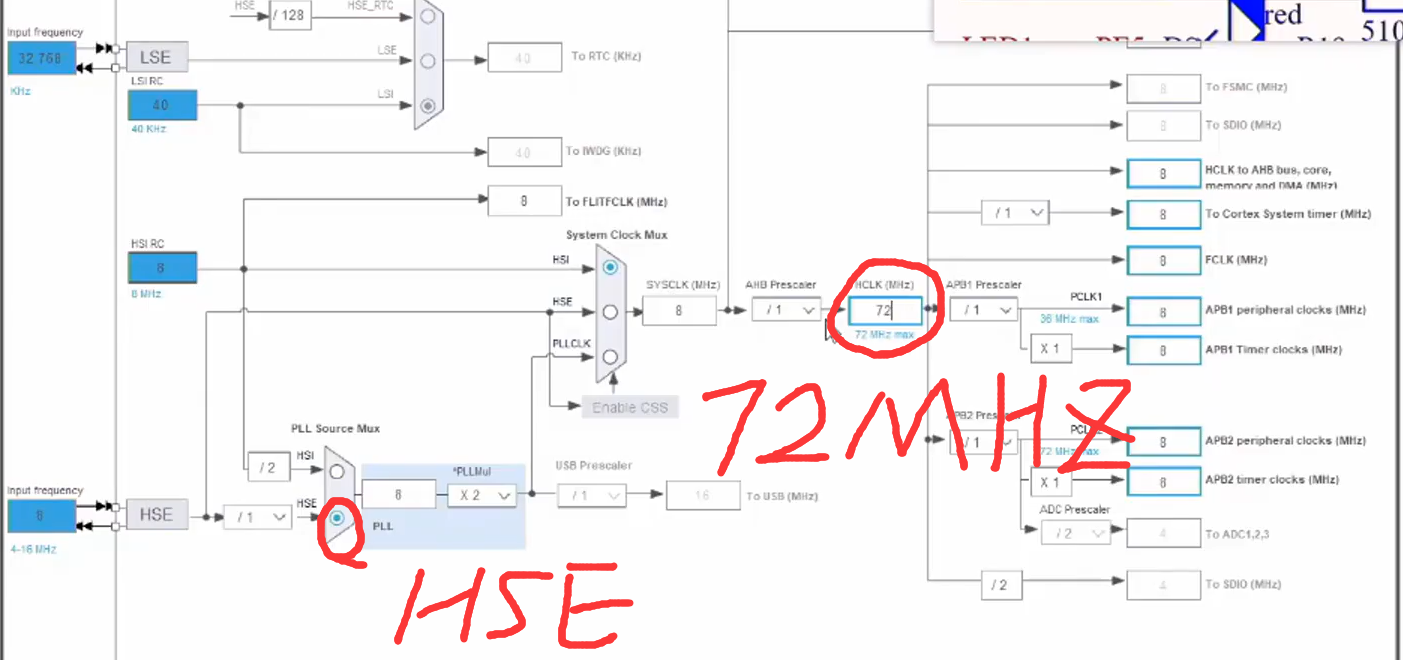 HSE
/ 128
HSE_RTC
red
510
LED1
PE5
Input frequency
32.768
KHz
LSE
LSE
40
To RTC (KHz)
LSI RC
40
40 KHz
LSI
40
To IWDG (KHz)
8
To FSMC (MHz)
8
To SDIO (MHz)
8
HCLK to AHB bus, core,
memory and DMA (MHz)
8
To FLITFCLK (MHz)
/ 1
8
To Cortex System timer (MHz)
System Clock Mux
HSI RC
8
8 MHz
HSI
8
FCLK (MHz)
SYSCLK (MHz)
AHB Prescaler
HCLK (MHz)
APB1 Prescaler
HSE
8
/ 1
72
72 MHz max
/ 1
PCLK1
36 MHz max
8
APB1 peripheral clocks (MHz)
PLLCLK
X 1
8
APB1 Timer clocks (MHz)
Enable CSS
72MHZ
PLL Source Mux
/ 2
HSI
*PLLMul
8
X 2
PLL
USB Prescaler
/ 1
16
To USB (MHz)
/ 1
72 MHz max
8
APB2 peripheral clocks (MHz)
X 1
8
APB2 timer clocks (MHz)
Input frequency
8
4-16 MHz
HSE
/ 1
HSE
ADC Prescaler
/ 2
4
To ADC1,2,3
HSE
/ 2
4
To SDIO (MHz)